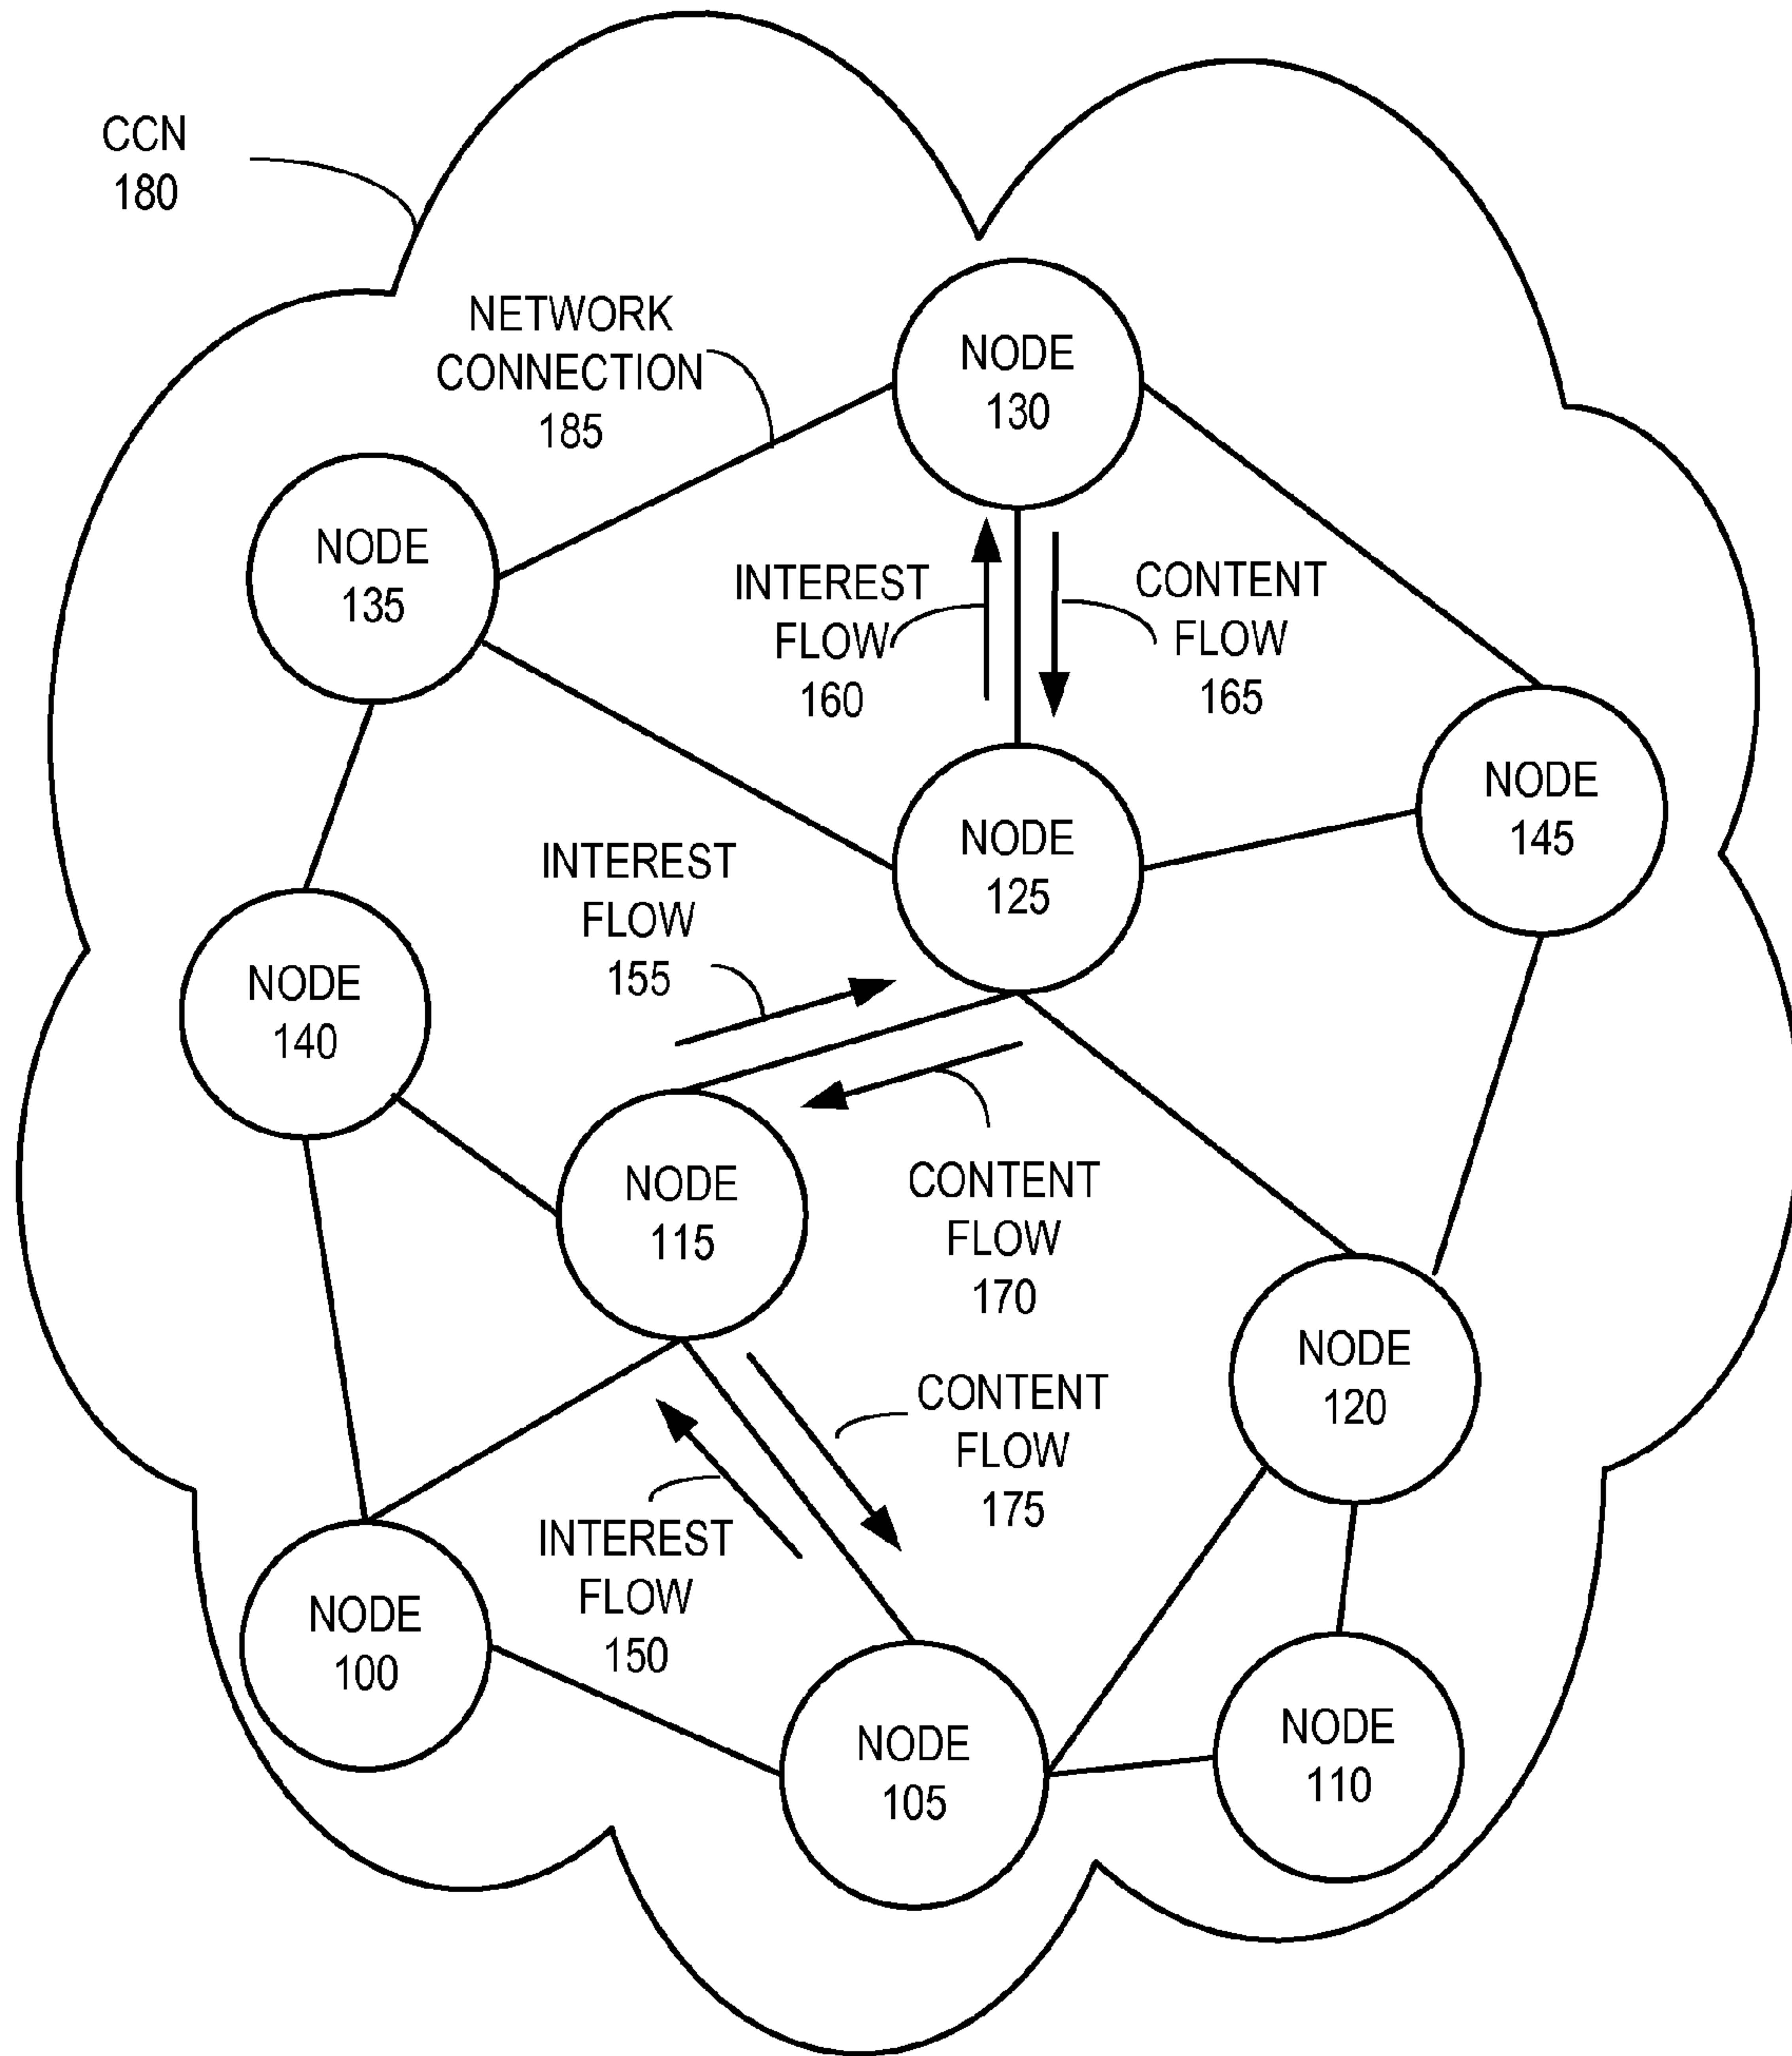 CCN
180
NETWORK
CONNECTION
185
NODE
130
NODE
135
INTEREST
FLOW
160
CONTENT
FLOW
165
NODE
145
NODE
125
INTEREST
FLOW
155
NODE
140
NODE
115
CONTENT
FLOW
170
NODE
120
CONTENT
FLOW
175
INTEREST
FLOW
150
NODE
100
NODE
105
NODE
110